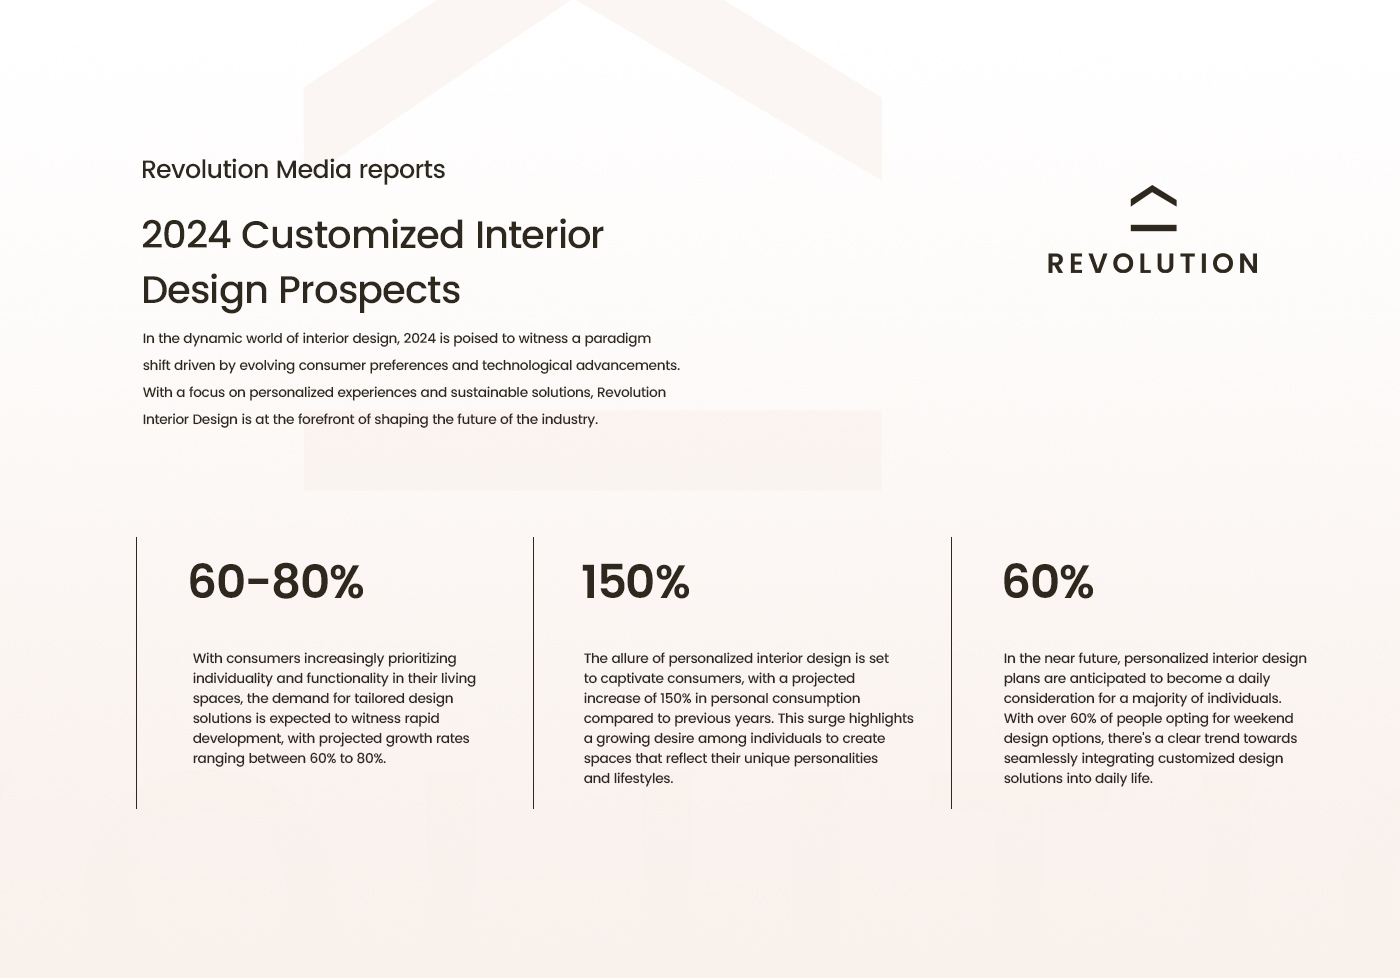 Revolution Media reports
2024 Customized Interior
Design Prospects
In the dynamic world of interior design, 2024 is poised to witness a paradigm
shift driven by evolving consumer preferences and technological advancements.
With a focus on personalized experiences and sustainable solutions, Revolution
Interior Design is at the forefront of shaping the future of the industry.
REVOLUTION
60-80%
With consumers increasingly prioritizing
individuality and functionality in their living
spaces, the demand for tailored design
solutions is expected to witness rapid
development, with projected growth rates
ranging between 60% to 80%.
150%
The allure of personalized interior design is set
to captivate consumers, with a projected
increase of 150% in personal consumption
compared to previous years. This surge highlights
a growing desire among individuals to create
spaces that reflect their unique personalities
and lifestyles.
60%
In the near future, personalized interior design
plans are anticipated to become a daily
consideration for a majority of individuals.
With over 60% of people opting for weekend
design options, there's a clear trend towards
seamlessly integrating customized design
solutions into daily life.